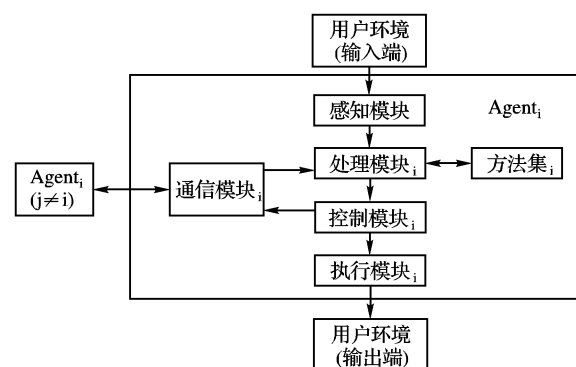 用户环境
(输入端)
感知模块
Agentᵢ
处理模块ᵢ
方法集ᵢ
Agentᵢ
(j≠i)
通信模块ᵢ
控制模块ᵢ
执行模块ᵢ
用户环境
(输出端)